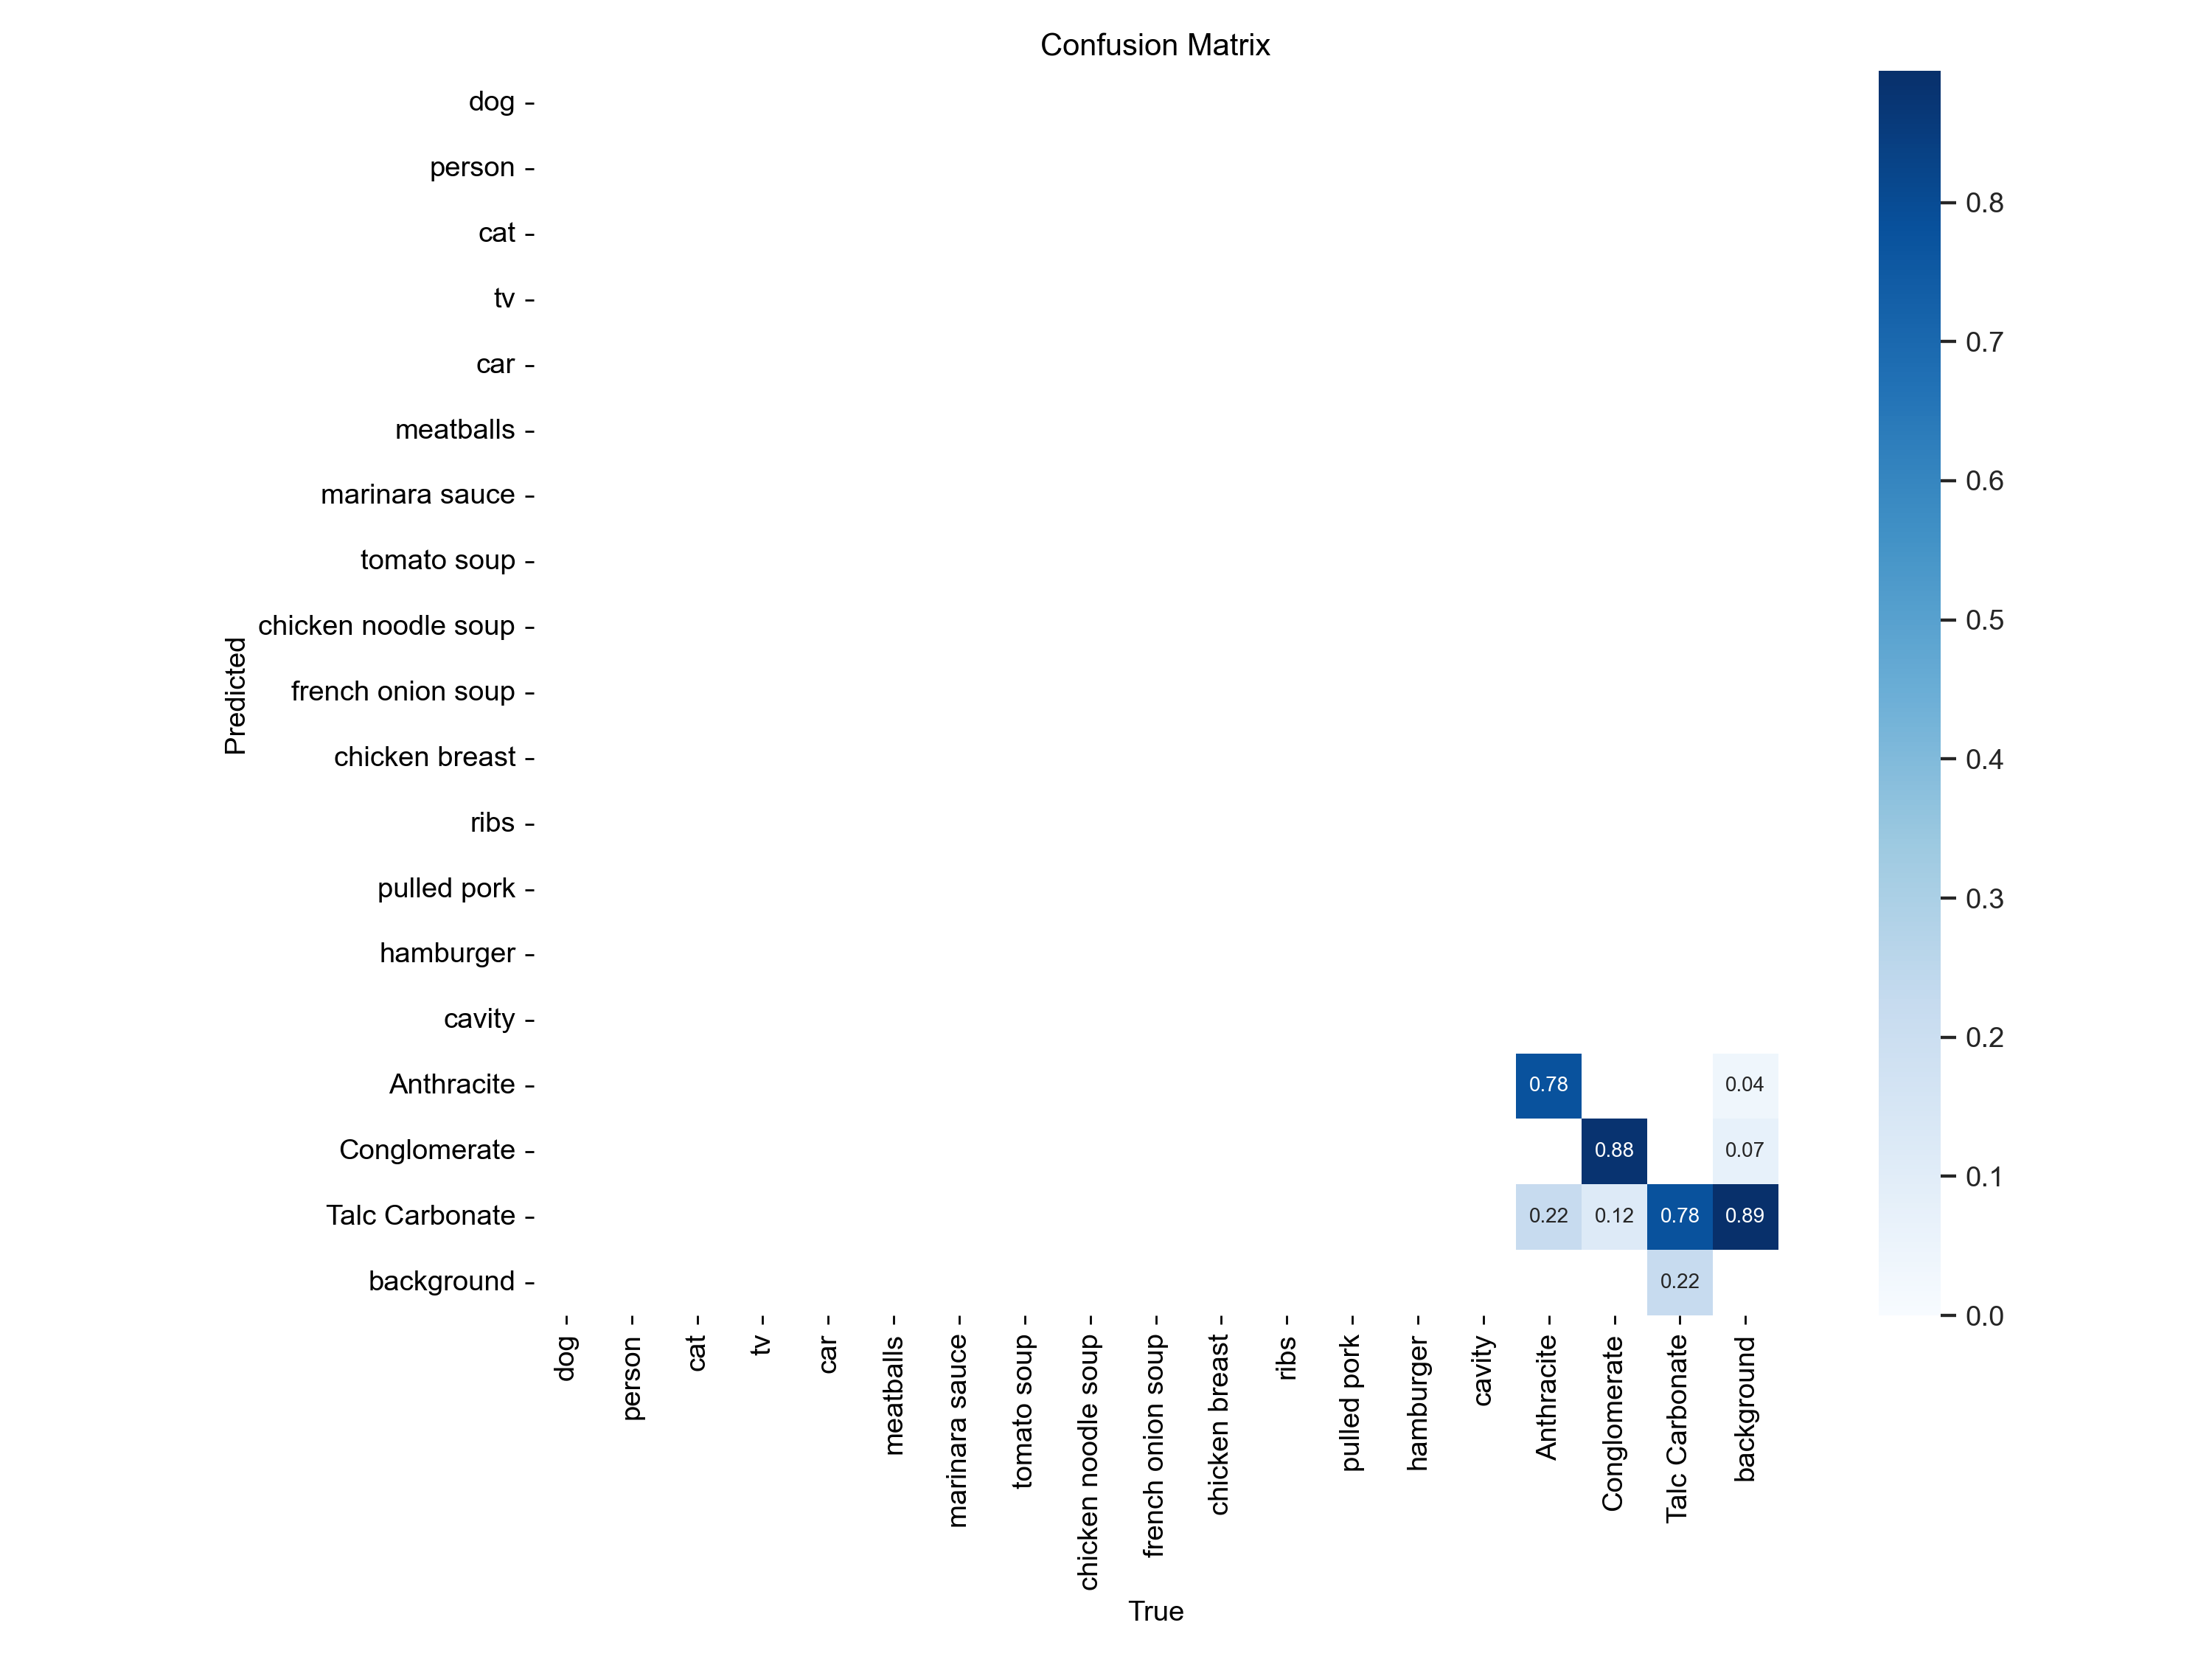 Confusion Matrix
dog
person
cat
tv
car
meatballs
marinara sauce
tomato soup
chicken noodle soup
french onion soup
chicken breast
ribs
pulled pork
hamburger
cavity
Anthracite
Conglomerate
Talc Carbonate
background
Predicted
0.78 0.04
0.88 0.07
0.22 0.12 0.78 0.89
0.22
dog
person
cat
tv
car
meatballs
marinara sauce
tomato soup
chicken noodle soup
french onion soup
chicken breast
ribs
pulled pork
hamburger
cavity
Anthracite
Conglomerate
Talc Carbonate
background
True
0.8
0.7
0.6
0.5
0.4
0.3
0.2
0.1
0.0